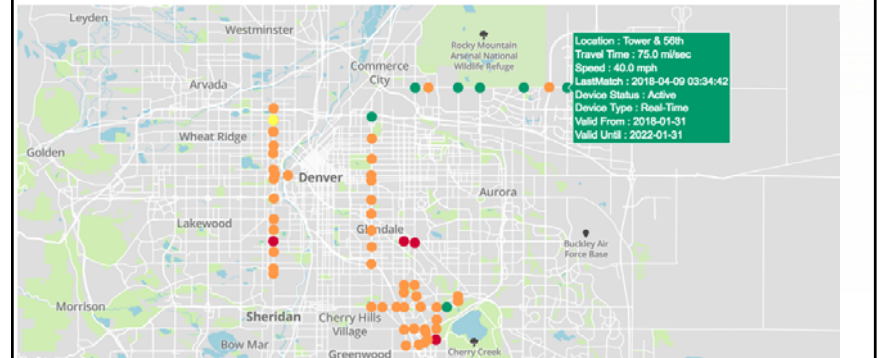 Leyden
Westminster
Rocky Mountain
Arsenal National
Wildlife Refuge
Location : Tower & 56th
Travel Time : 75.0 mi/sec
Speed : 40.0 mph
LastMatch : 2018-04-09 03:34:42
Device Status : Active
Device Type : Real-Time
Valid From : 2018-01-31
Valid Until : 2022-01-31
Commerce
City
Arvada
Wheat Ridge
Golden
Denver
Aurora
Lakewood
Glendale
Buckley Air
Force Base
Morrison
Sheridan
Cherry Hills
Village
Bow Mar
Greenwood
Cherry Creek